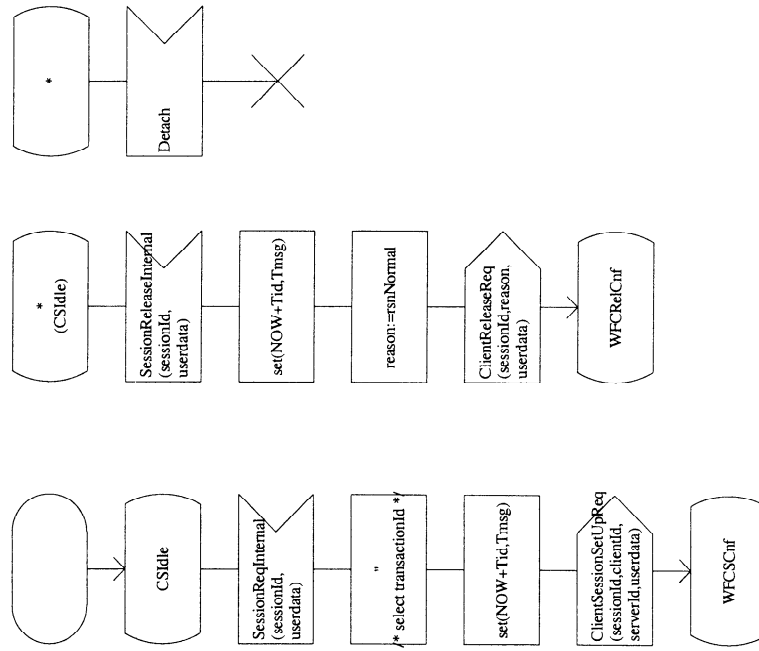 CSIdle
SessionReqInternal
(sessionId,
userdata)
"
/* select transactionId */
set(NOW+Tid,Tmsg)
ClientSessionSetUpReq
(sessionId,clientId,
serverId,userdata)
WFCSCnf
*
(CSIdle)
SessionReleaseInternal
(sessionId,
userdata)
set(NOW+Tid,Tmsg)
reason:=rsnNormal
ClientReleaseReq
(sessionId,reason,
userdata)
WFCRelCnf
*
Detach